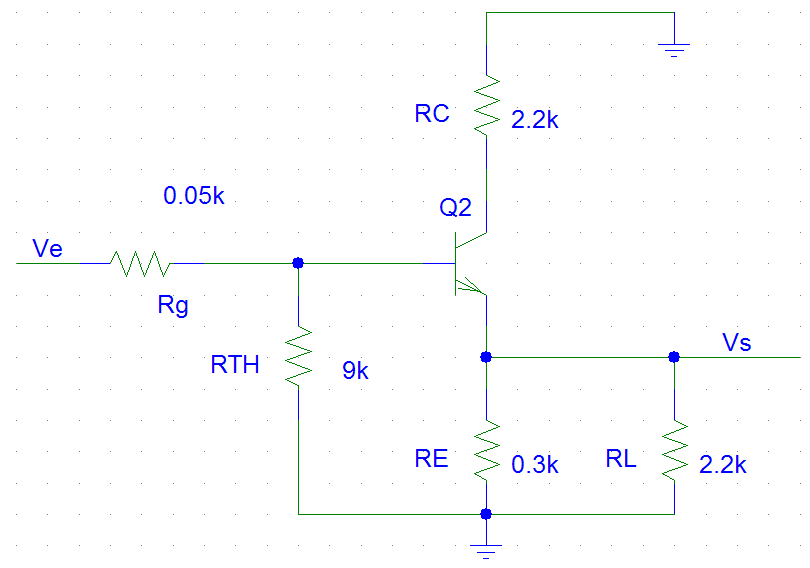 RC
2.2k
0.05k
Q2
Ve
Rg
Vs
RTH
9k
RE
0.3k
RL
2.2k